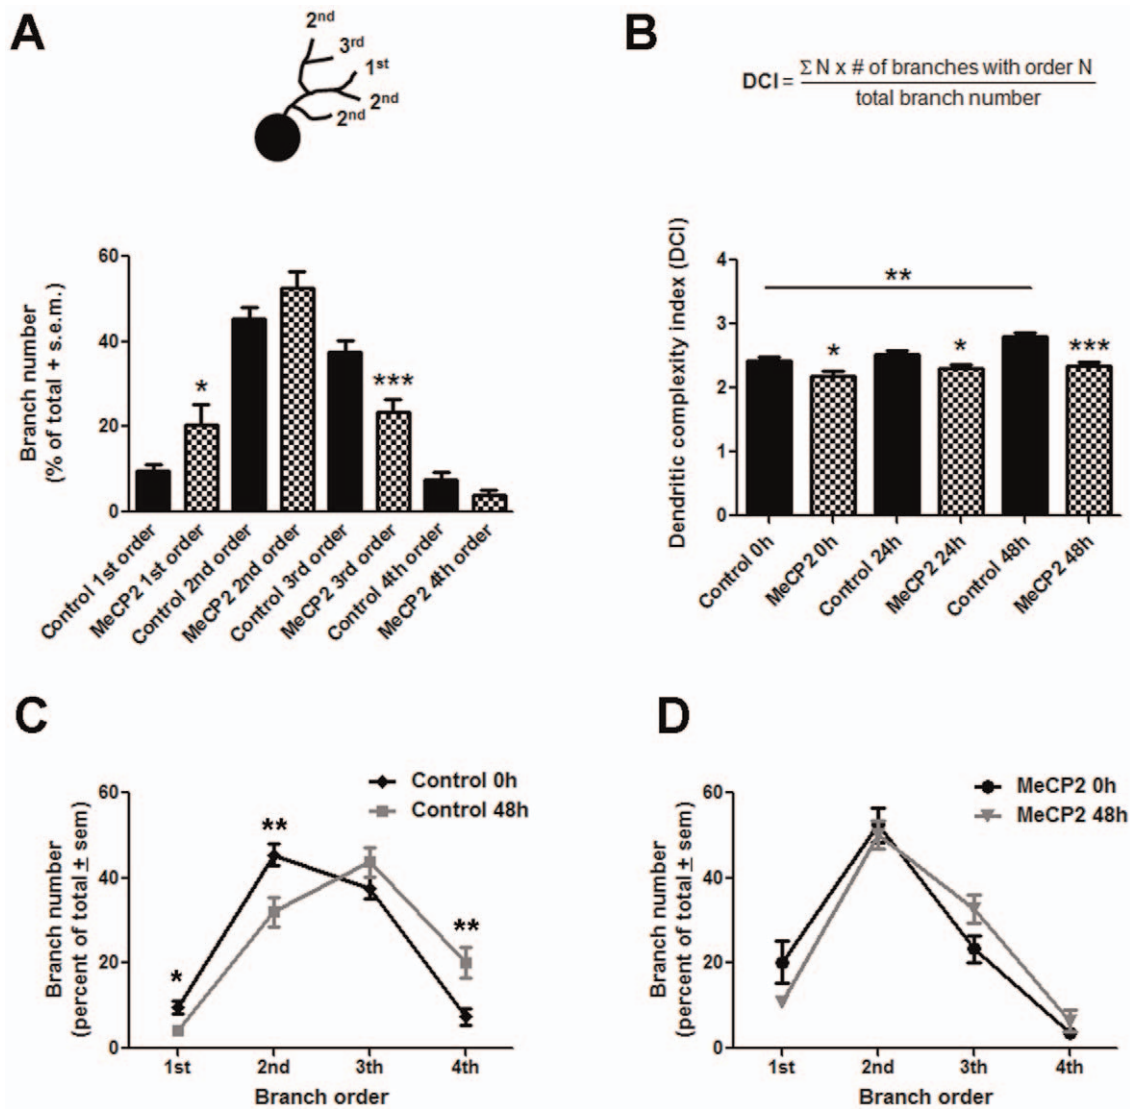 A
2nd
3rd
1st
2nd
2nd
60
40
20
0
Branch number
(% of total + s.e.m.)
*
***
Control 1st order
MeCP2 1st order
Control 2nd order
MeCP2 2nd order
Control 3rd order
MeCP2 3rd order
Control 4th order
MeCP2 4th order
B
DCI = Σ N x # of branches with order N
total branch number
4
3
2
1
0
Dendritic complexity index (DCI)
**
*
*
***
Control 0h
MeCP2 0h
Control 24h
MeCP2 24h
Control 48h
MeCP2 48h
C
Control 0h
Control 48h
60
40
20
0
Branch number
(percent of total ± sem)
*
**
**
1st
2nd
3th
4th
Branch order
D
MeCP2 0h
MeCP2 48h
60
40
20
0
Branch number
(percent of total ± sem)
1st
2nd
3th
4th
Branch order